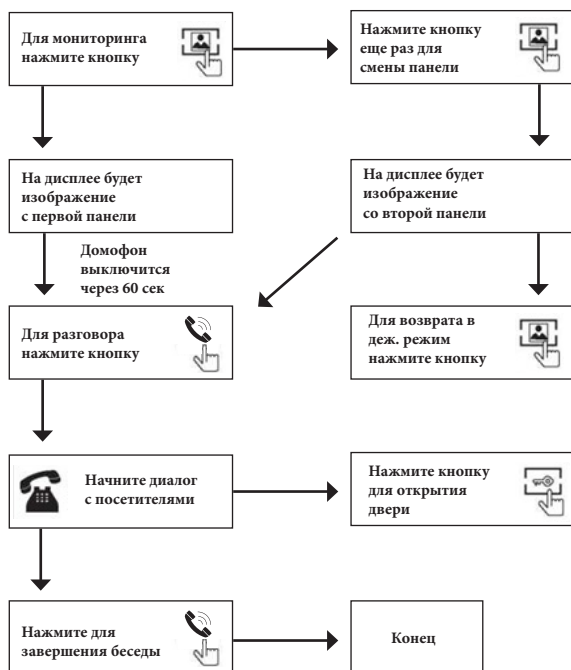 Для мониторинга
нажмите кнопку
Нажмите кнопку
еще раз для
смены панели
На дисплее будет
изображение
с первой панели
На дисплее будет
изображение
со второй панели
Домофон
выключится
через 60 сек
Для разговора
нажмите кнопку
Для возврата в
деж. режим
нажмите кнопку
Начните диалог
с посетителями
Нажмите кнопку
для открытия
двери
Нажмите для
завершения беседы
Конец